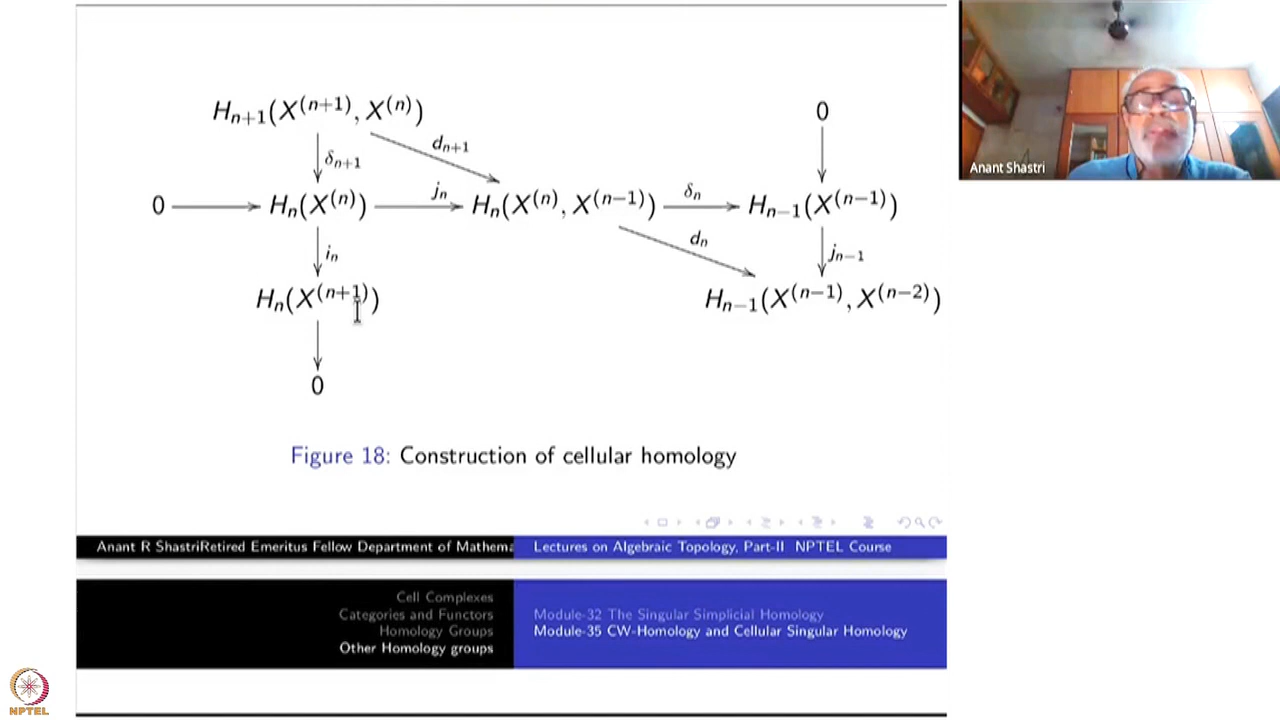 H_{n+1}(X^{(n+1)}, X^{(n)})
0
d_{n+1}
δ_{n+1}
0 H_n(X^{(n)}) j_n H_n(X^{(n)}, X^{(n-1)}) δ_n H_{n-1}(X^{(n-1)})
i_n d_n j_{n-1}
H_n(X^{(n+1)}) H_{n-1}(X^{(n-1)}, X^{(n-2)})
0
Figure 18: Construction of cellular homology
Anant R ShastriRetired Emeritus Fellow Department of Mathema Lectures on Algebraic Topology, Part-II NPTEL Course
Cell Complexes
Categories and Functors Module-32 The Singular Simplicial Homology
Homology Groups Module-35 CW-Homology and Cellular Singular Homology
Other Homology groups
Anant Shastri
NPTEL